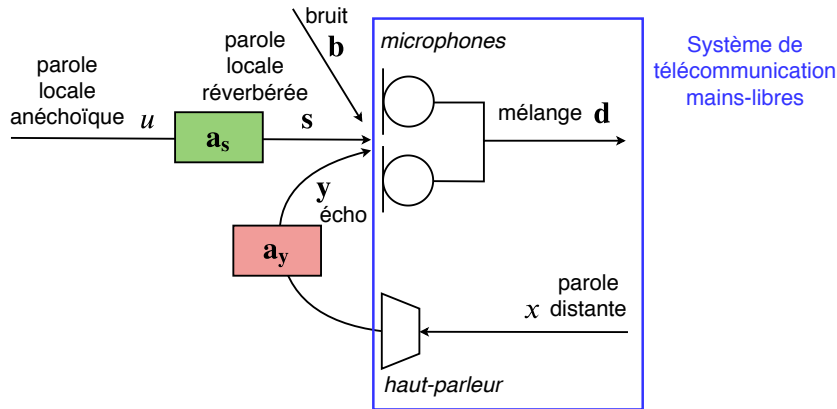 bruit
b
parole
locale
réverbérée
parole
locale
anéchoïque u
a_s
s
y
écho
a_y
microphones
mélange d
parole
x distante
haut-parleur
Système de
télécommunication
mains-libres